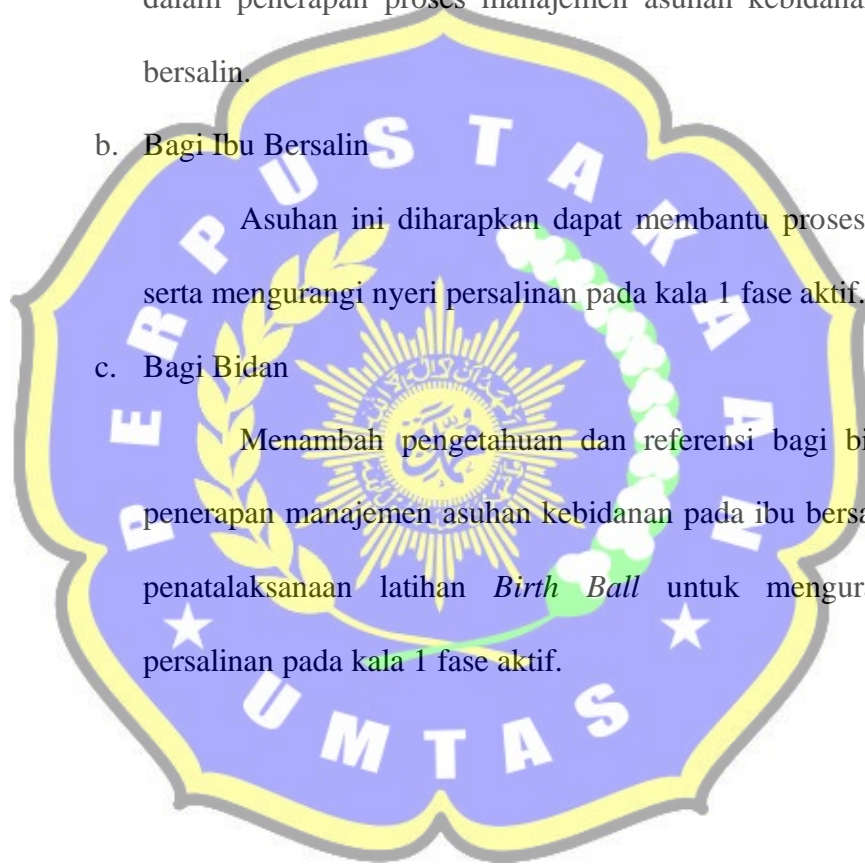 dalam penerapan proses manajemen asuhan kebidana
bersalin.
b. Bagi Ibu Bersalin
Asuhan ini diharapkan dapat membantu proses
serta mengurangi nyeri persalinan pada kala 1 fase aktif.
c. Bagi Bidan
Menambah pengetahuan dan referensi bagi bi
penerapan manajemen asuhan kebidanan pada ibu bersa
penatalaksanaan latihan Birth Ball untuk mengur
persalinan pada kala 1 fase aktif.
PERPUSTAKAAN
UMTAS